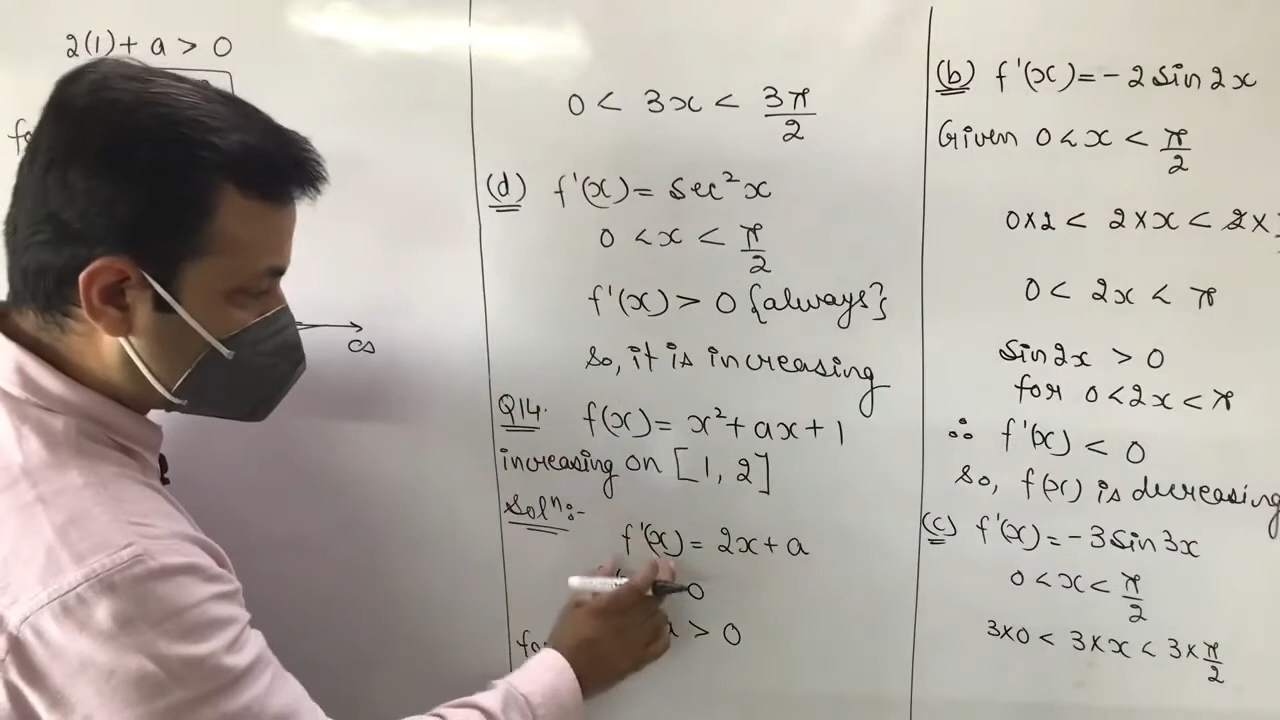 2(1) + a > 0
0 < 3x < 3π/2
(d) f'(x) = sec²x
0 < x < π/2
f'(x) > 0 {always}
so, it is increasing
Q14. f(x) = x² + ax + 1
increasing on [1, 2]
Solⁿ:-
f'(x) = 2x + a
0
> 0
(b) f'(x) = -2 sin 2x
Given 0 < x < π/2
0×2 < 2×x < 2×
0 < 2x < π
sin 2x > 0
for 0 < 2x < π
∴ f'(x) < 0
so, f(x) is decreasing
(c) f'(x) = -3 sin 3x
0 < x < π/2
3×0 < 3×x < 3×π/2